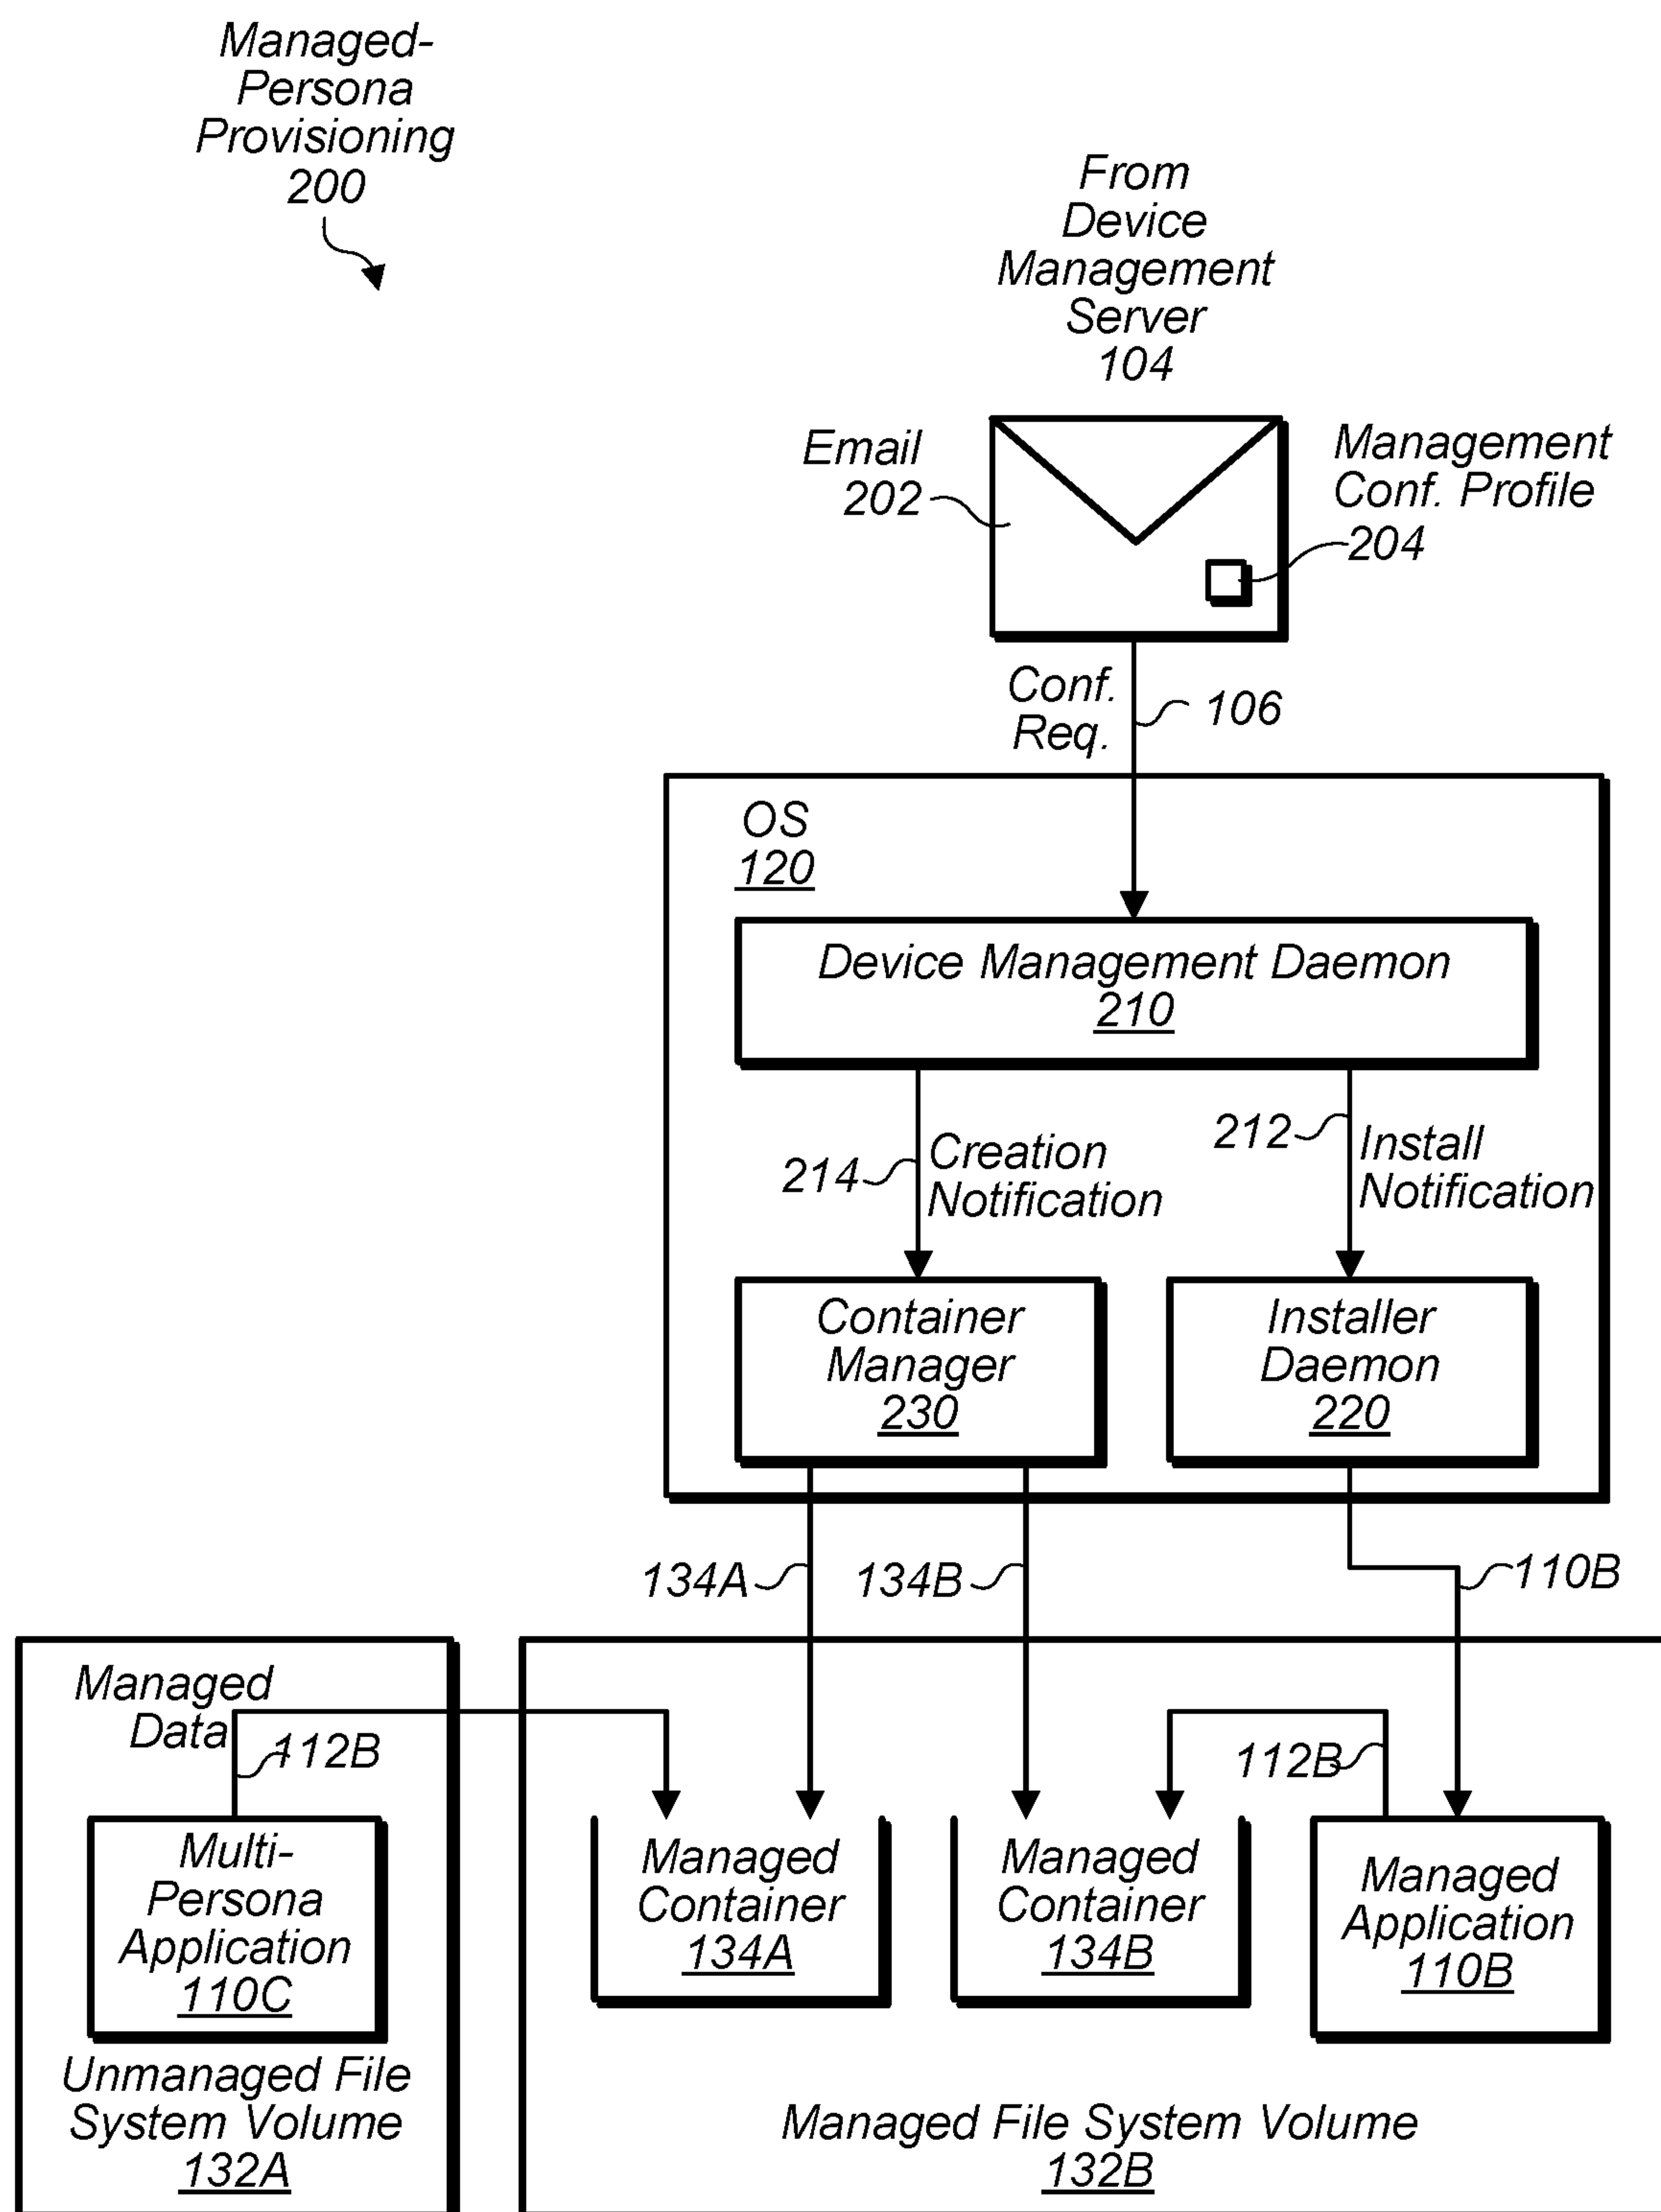 Managed-
Persona
Provisioning
200
From
Device
Management
Server
104
Email
202
Management
Conf. Profile
204
Conf.
Req.
106
OS
120
Device Management Daemon
210
214
Creation
Notification
212
Install
Notification
Container
Manager
230
Installer
Daemon
220
134A
134B
110B
Managed
Data
112B
112B
Multi-
Persona
Application
110C
Managed
Container
134A
Managed
Container
134B
Managed
Application
110B
Unmanaged File
System Volume
132A
Managed File System Volume
132B